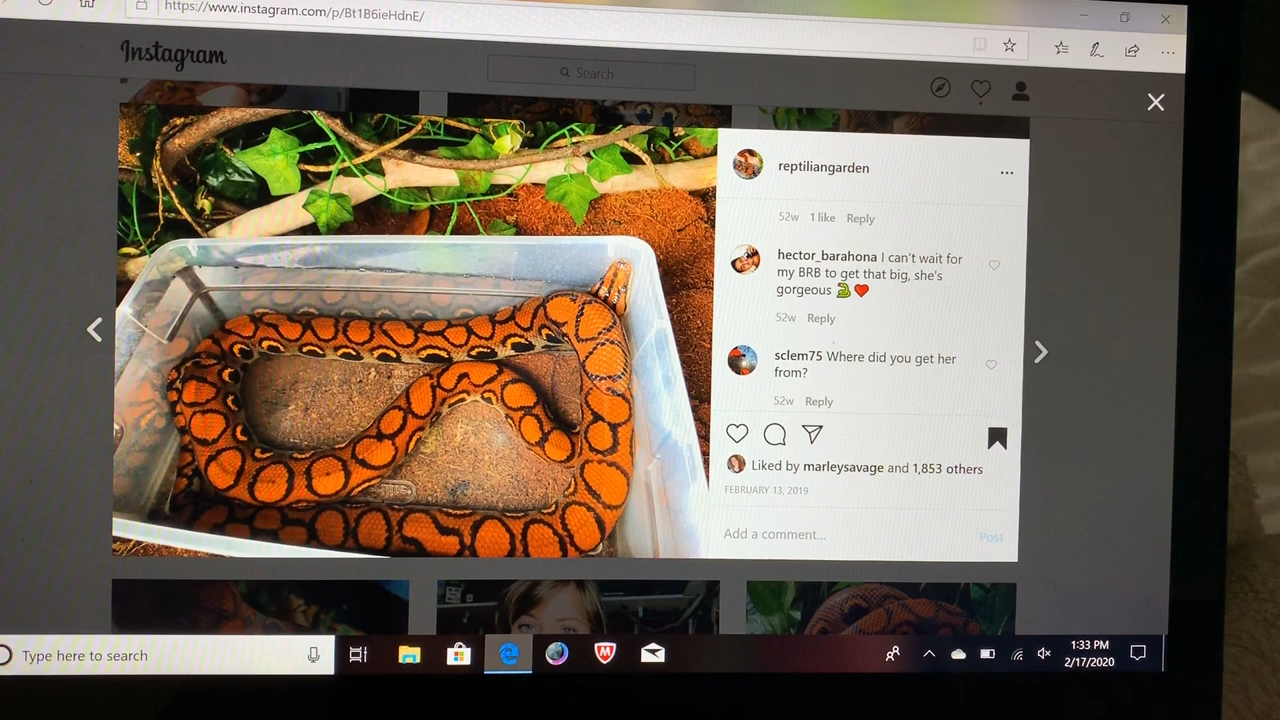 https://www.instagram.com/p/Bt1B6ieHdnE/
Instagram
Search
reptiliangarden
52w 1 like Reply
hector_barahona I can't wait for
my BRB to get that big, she's
gorgeous 🐍❤️
52w Reply
sclem75 Where did you get her
from?
52w Reply
Liked by marleysavage and 1,853 others
FEBRUARY 13, 2019
Add a comment...
Post
Type here to search
1:33 PM
2/17/2020